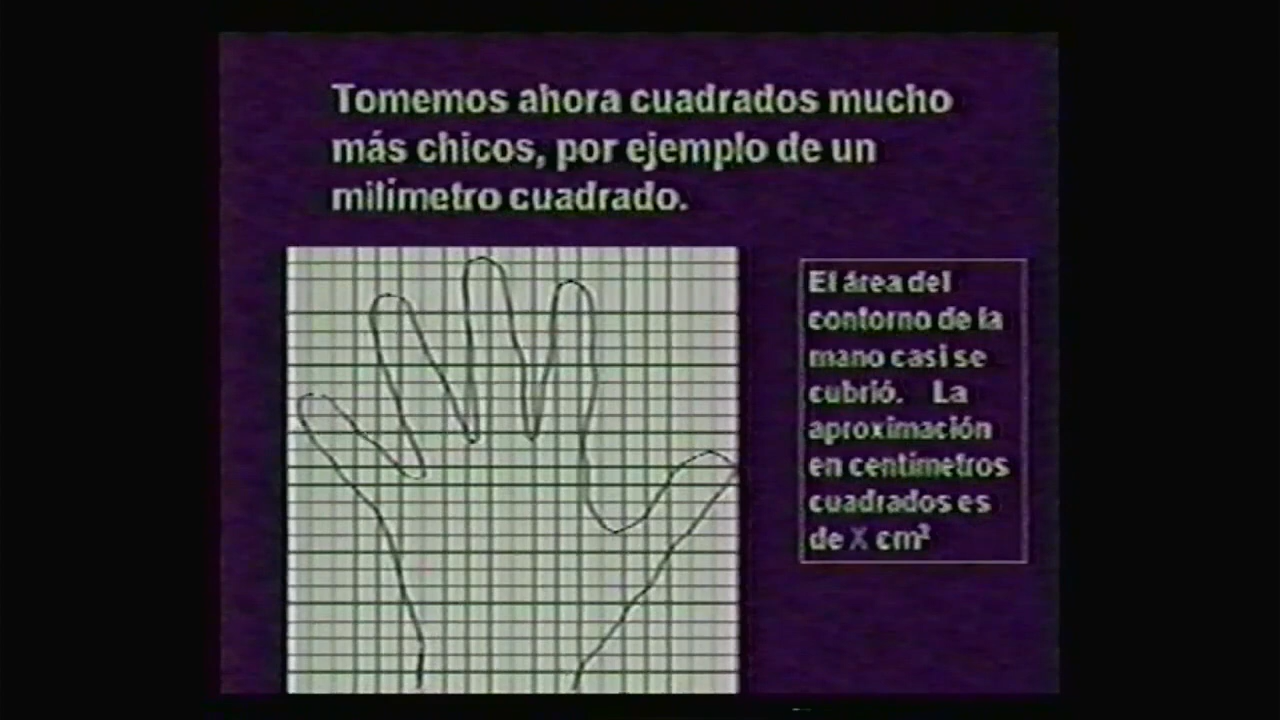 Tomemos ahora cuadrados mucho
más chicos, por ejemplo de un
milímetro cuadrado.
El área del
contorno de la
mano casi se
cubrió. La
aproximación
en centímetros
cuadrados es
de X cm²